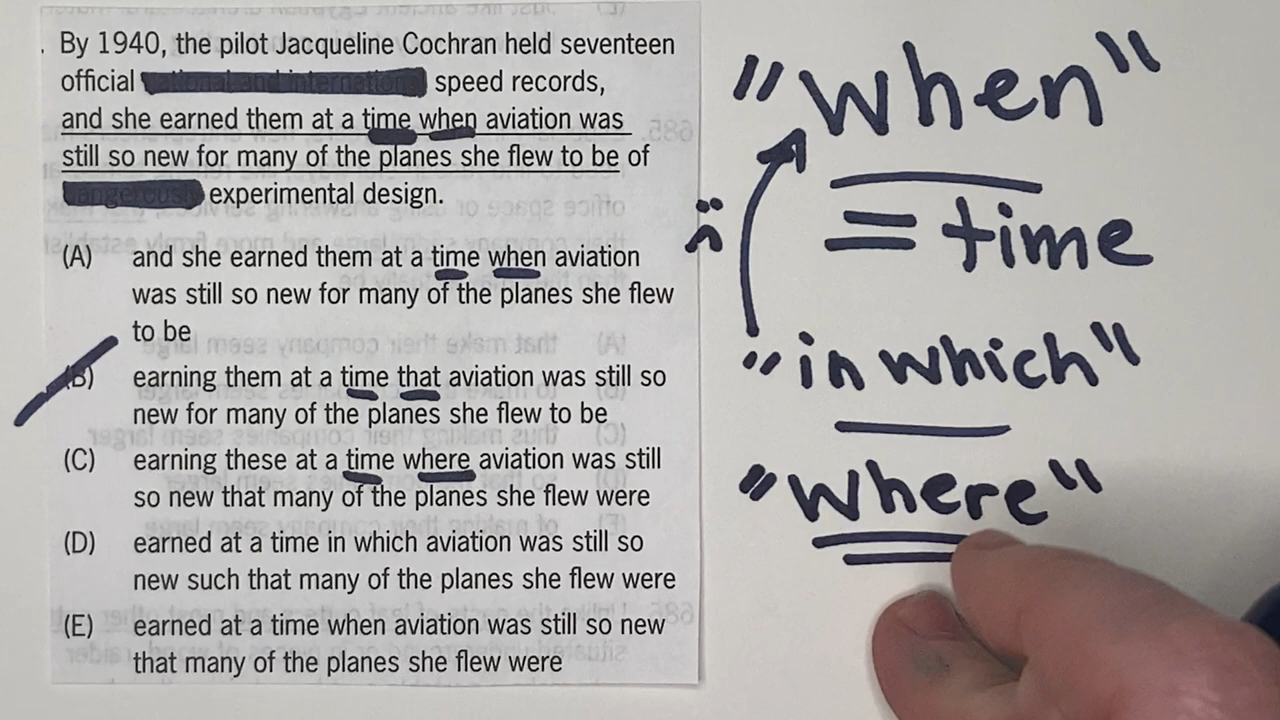 By 1940, the pilot Jacqueline Cochran held seventeen
official national and international speed records,
and she earned them at a time when aviation was
still so new for many of the planes she flew to be of
dangerously experimental design.
(A) and she earned them at a time when aviation
was still so new for many of the planes she flew
to be
(B) earning them at a time that aviation was still so
new for many of the planes she flew to be
(C) earning these at a time where aviation was still
so new that many of the planes she flew were
(D) earned at a time in which aviation was still so
new such that many of the planes she flew were
(E) earned at a time when aviation was still so new
that many of the planes she flew were
"when"
= time
"in which"
"where"